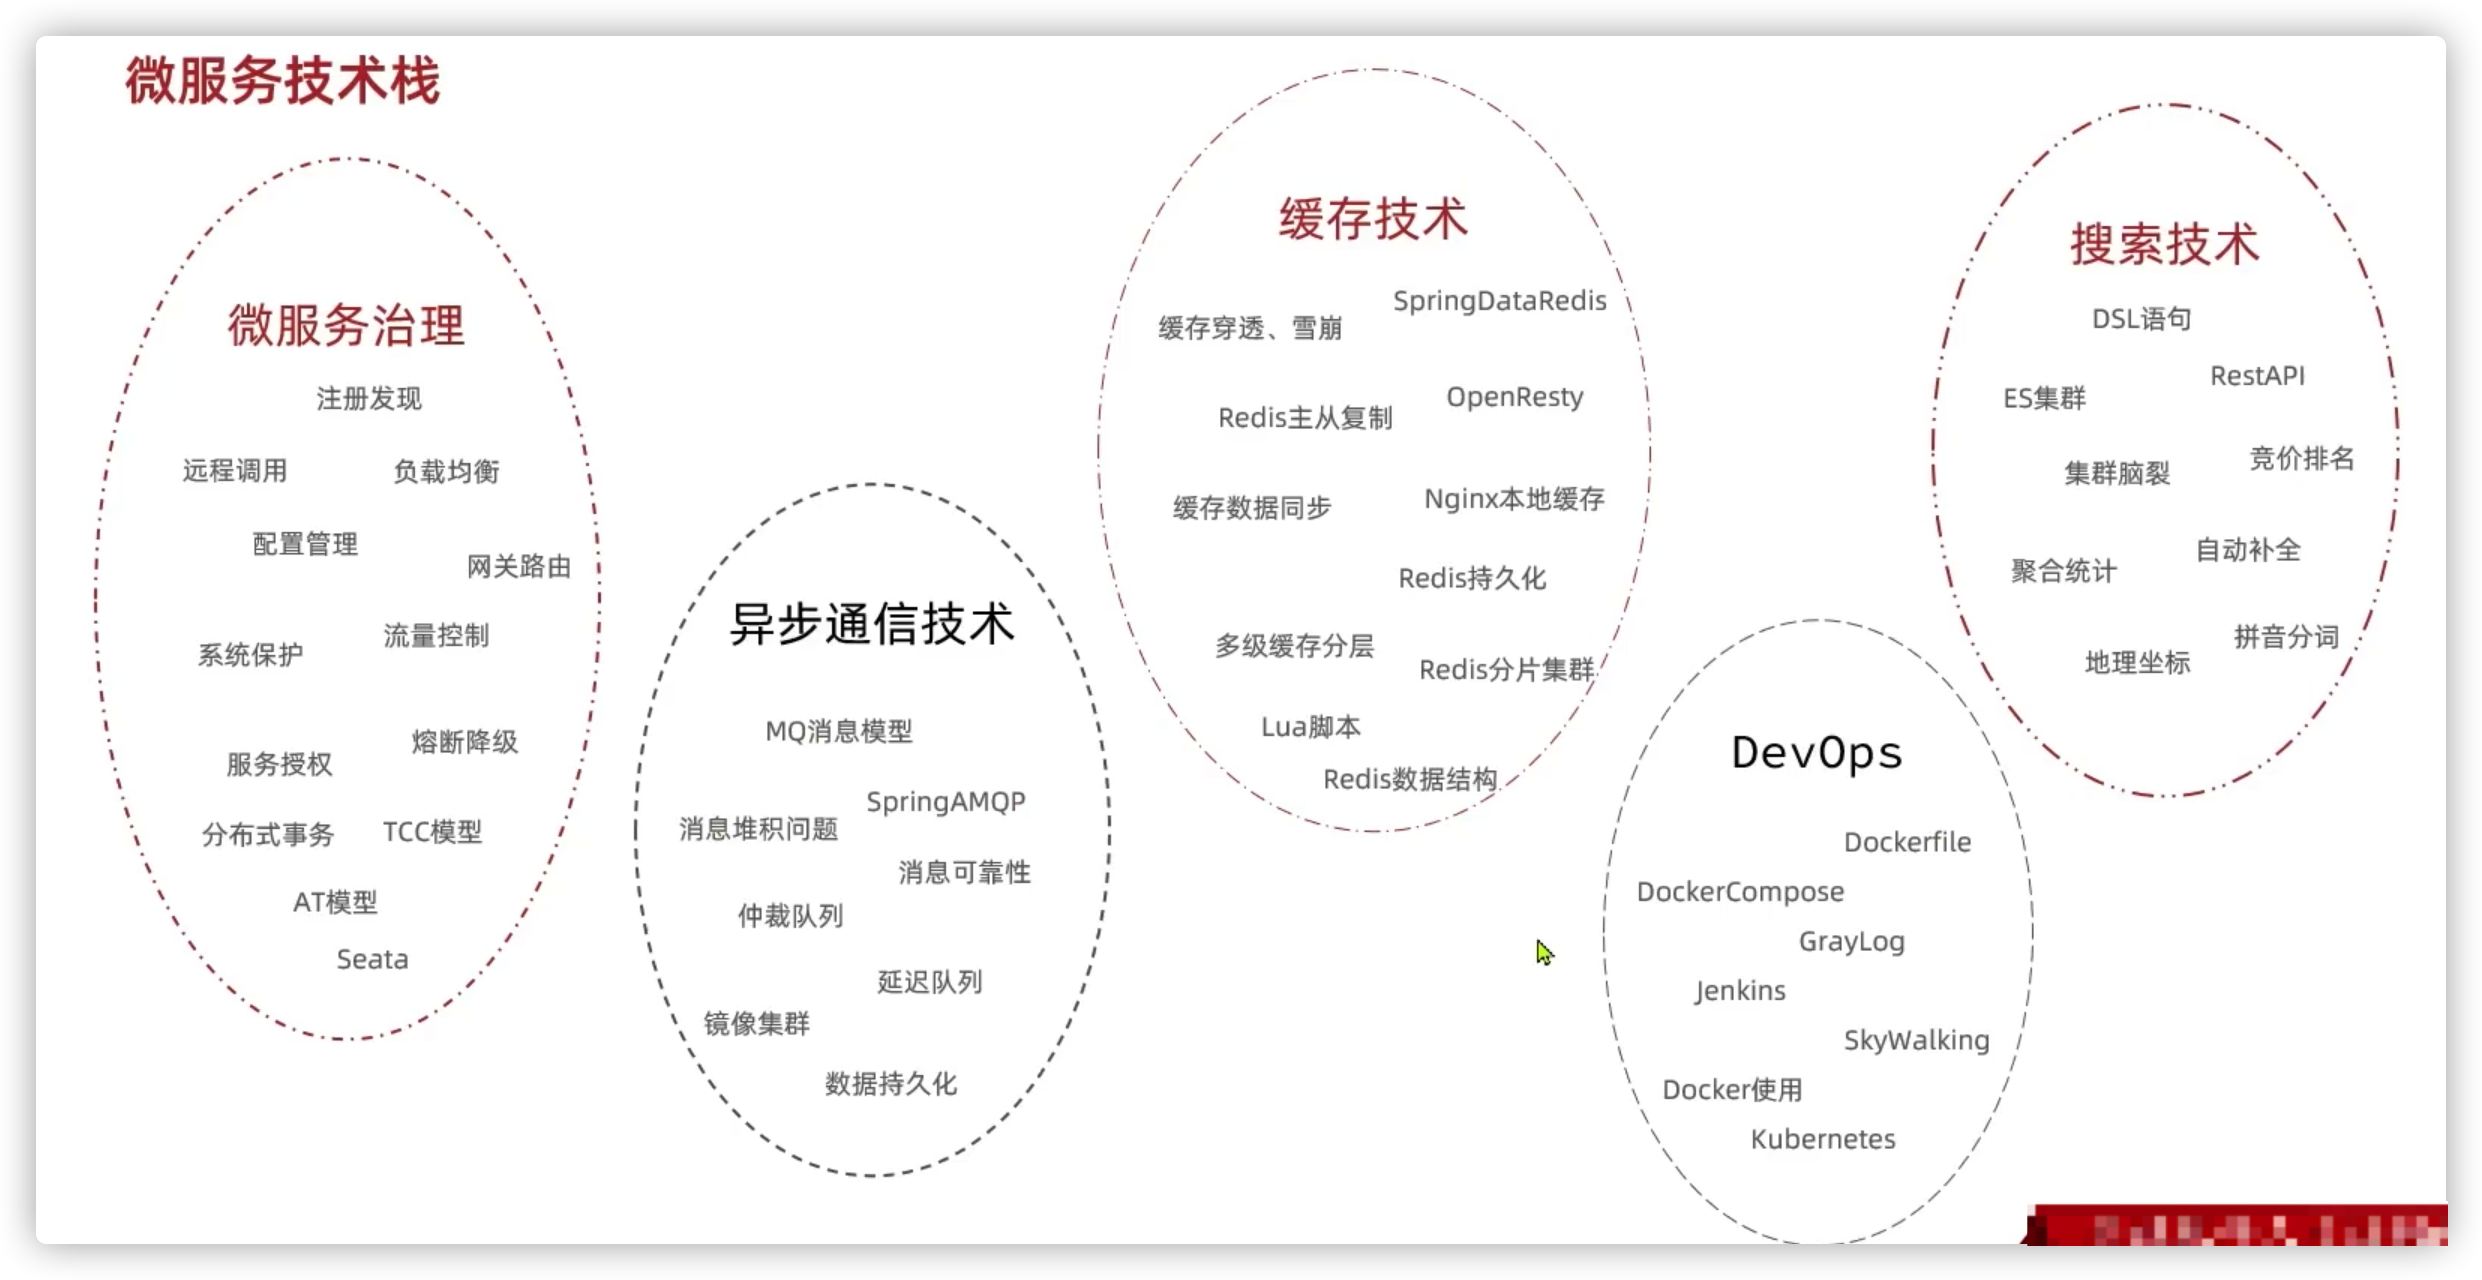 微服务技术栈
微服务治理
注册发现
远程调用
负载均衡
配置管理
网关路由
流量控制
系统保护
熔断降级
服务授权
分布式事务
TCC模型
AT模型
Seata
异步通信技术
MQ消息模型
SpringAMQP
消息堆积问题
消息可靠性
仲裁队列
延迟队列
镜像集群
数据持久化
缓存技术
SpringDataRedis
缓存穿透、雪崩
OpenResty
Redis主从复制
Nginx本地缓存
缓存数据同步
Redis持久化
多级缓存分层
Redis分片集群
Lua脚本
Redis数据结构
DevOps
Dockerfile
DockerCompose
GrayLog
Jenkins
SkyWalking
Docker使用
Kubernetes
搜索技术
DSL语句
RestAPI
ES集群
竞价排名
集群脑裂
自动补全
聚合统计
拼音分词
地理坐标